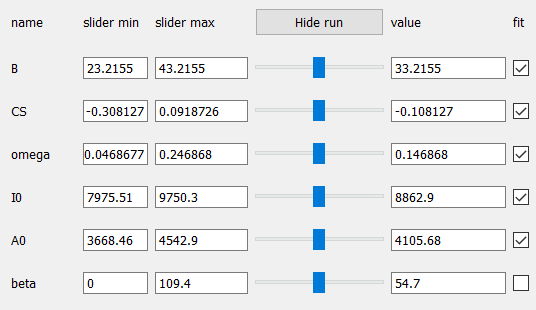 name slider min slider max Hide run value fit
B 23.2155 43.2155 33.2155
CS -0.308127 0.0918726 -0.108127
omega 0.0468677 0.246868 0.146868
I0 7975.51 9750.3 8862.9
A0 3668.46 4542.9 4105.68
beta 0 109.4 54.7